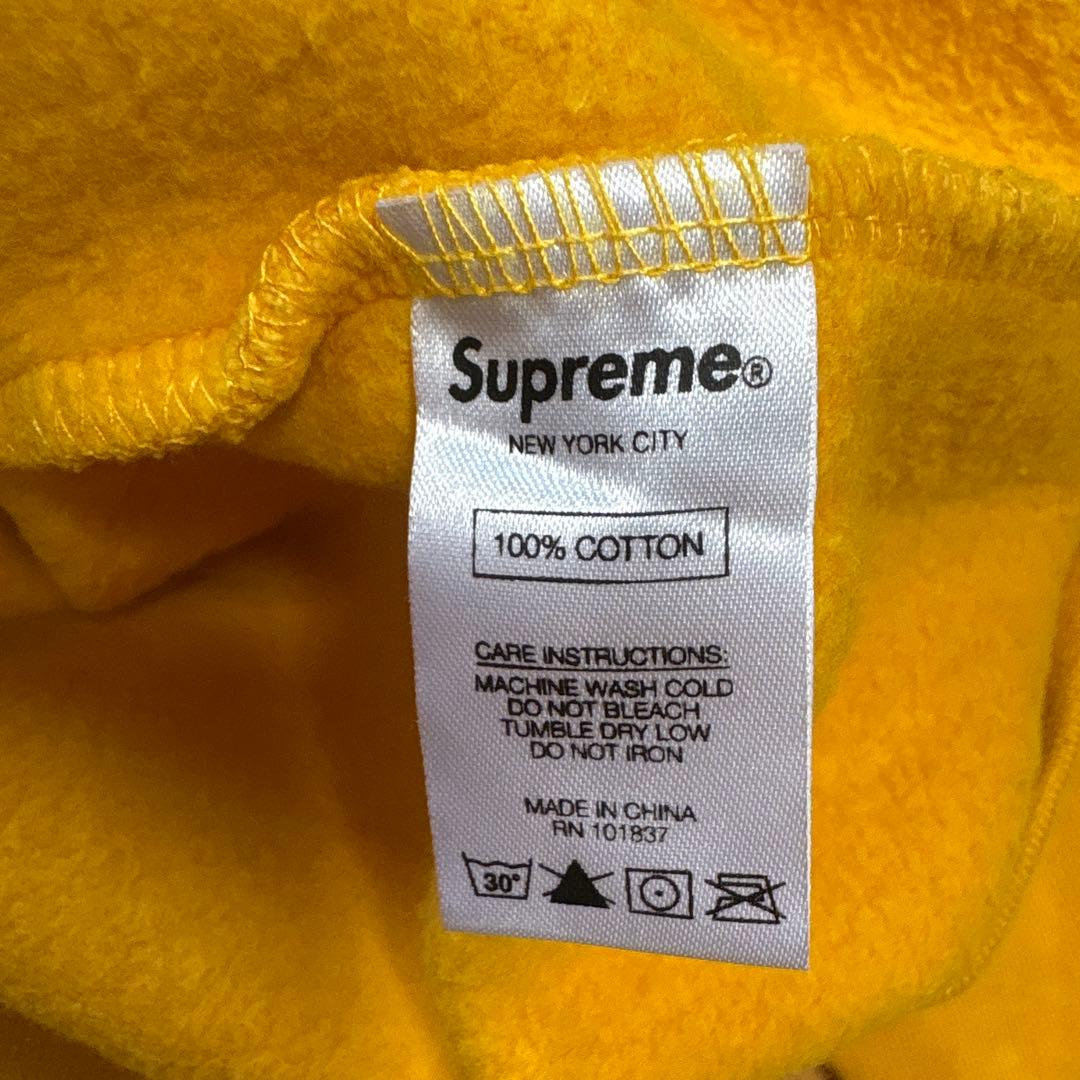 Supreme®
NEW YORK CITY
100% COTTON
CARE INSTRUCTIONS:
MACHINE WASH COLD
DO NOT BLEACH
TUMBLE DRY LOW
DO NOT IRON
MADE IN CHINA
RN 101837
30°